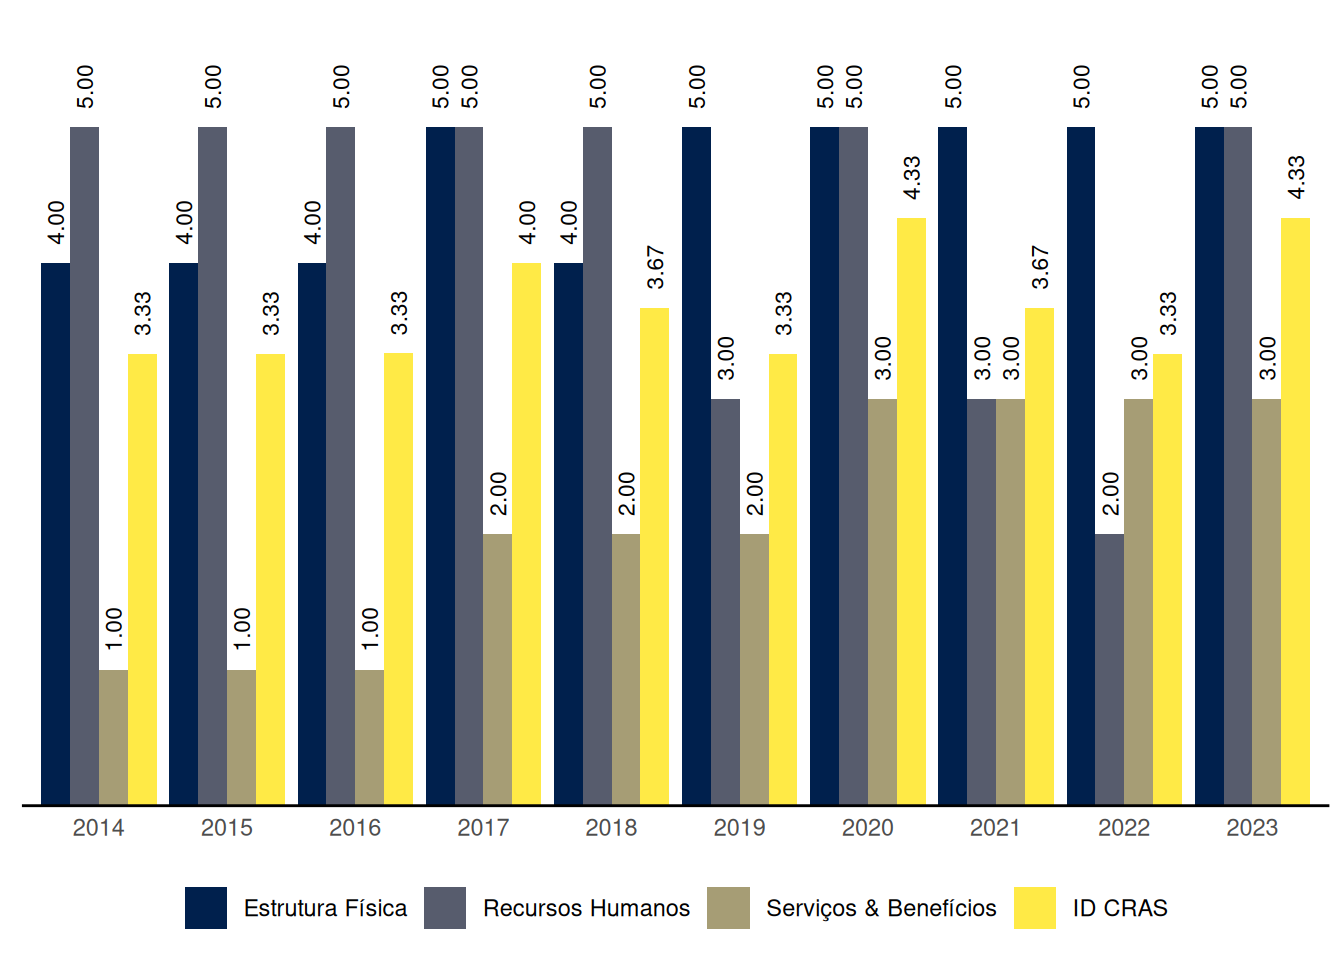 4.00 5.00 1.00 3.33
4.00 5.00 1.00 3.33
4.00 5.00 1.00 3.33
5.00 5.00 2.00 4.00
4.00 5.00 2.00 3.67
5.00 3.00 2.00 3.33
5.00 5.00 3.00 4.33
5.00 3.00 3.00 3.67
5.00 2.00 3.00 3.33
5.00 5.00 3.00 4.33
2014 2015 2016 2017 2018 2019 2020 2021 2022 2023
Estrutura Física Recursos Humanos Serviços & Benefícios ID CRAS